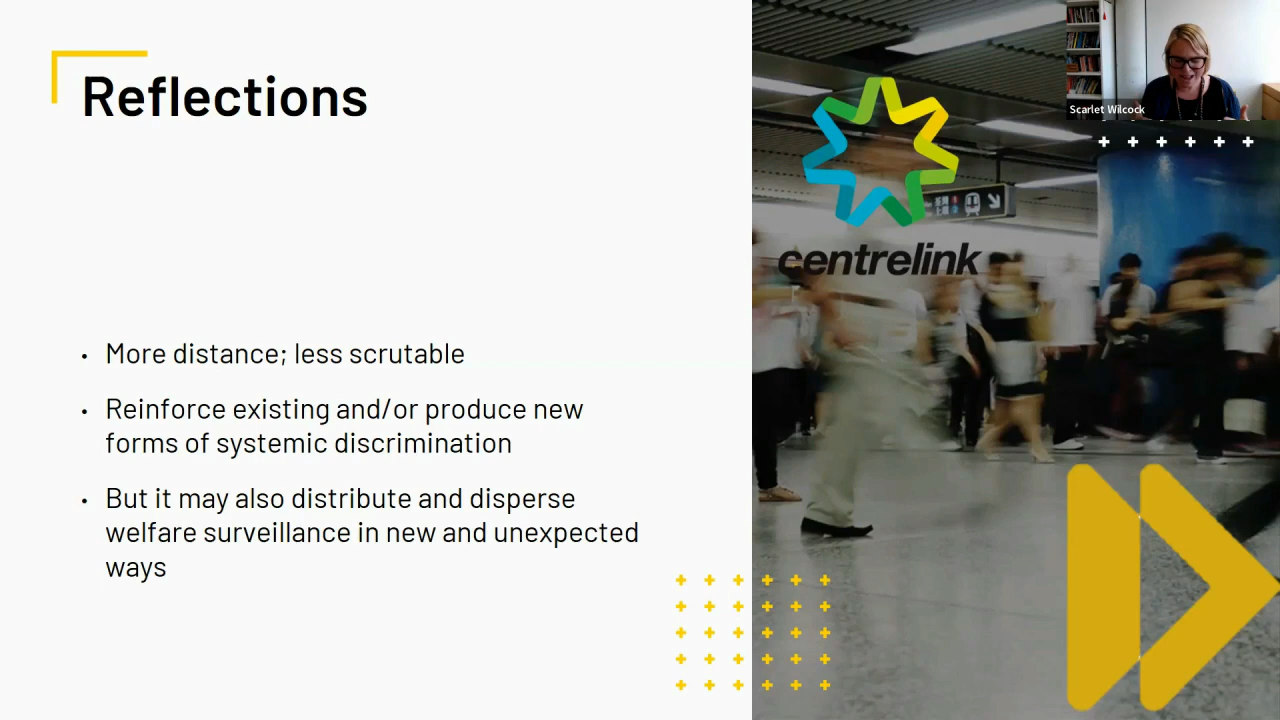 Reflections
• More distance; less scrutable
• Reinforce existing and/or produce new
forms of systemic discrimination
• But it may also distribute and disperse
welfare surveillance in new and unexpected
ways
centrelink
Scarlet Wilcock